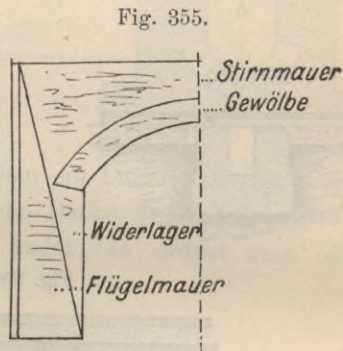 Fig. 355.
Stirnmauer
Gewölbe
Widerlager
Flügelmauer